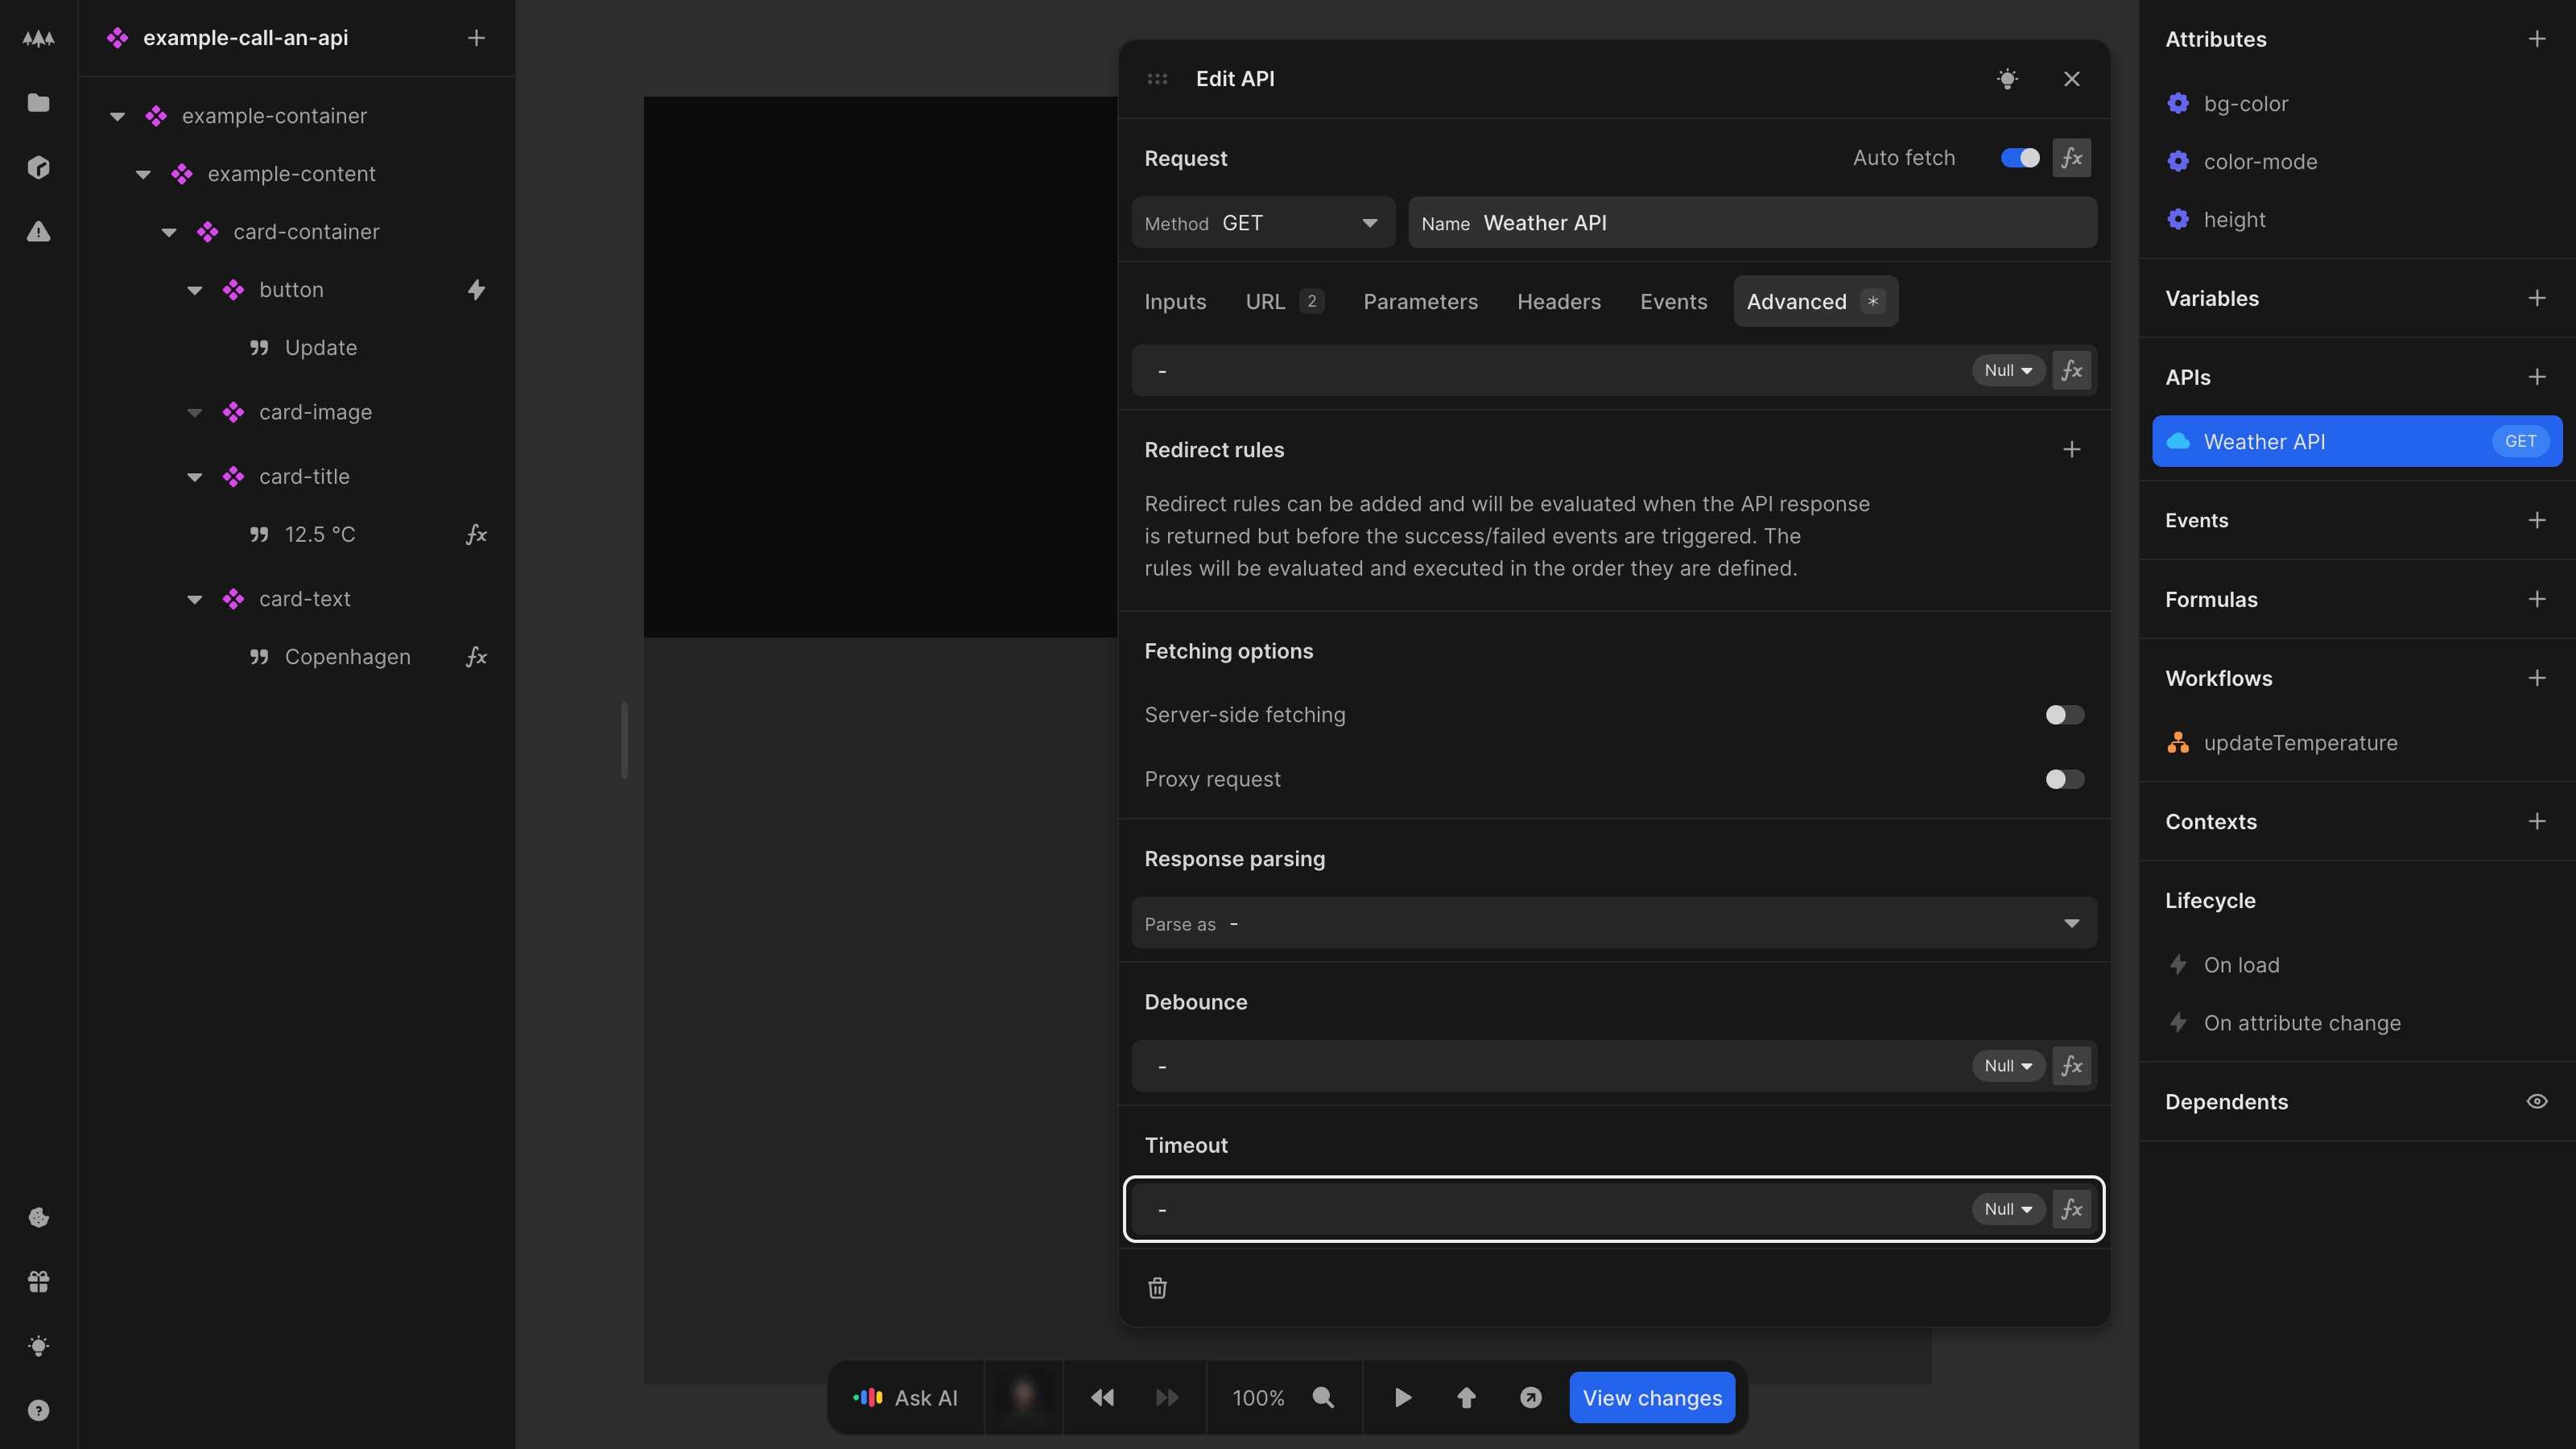 example-call-an-api
example-container
example-content
card-container
button
Update
card-image
card-title
12.5 °C
card-text
Copenhagen
Edit API
Request
Auto fetch
Method GET
Name Weather API
Inputs URL 2 Parameters Headers Events Advanced *
- Null
Redirect rules
Redirect rules can be added and will be evaluated when the API response
is returned but before the success/failed events are triggered. The
rules will be evaluated and executed in the order they are defined.
Fetching options
Server-side fetching
Proxy request
Response parsing
Parse as -
Debounce
- Null
Timeout
- Null
Ask AI
100%
View changes
Attributes
bg-color
color-mode
height
Variables
APIs
Weather API GET
Events
Formulas
Workflows
updateTemperature
Contexts
Lifecycle
On load
On attribute change
Dependents